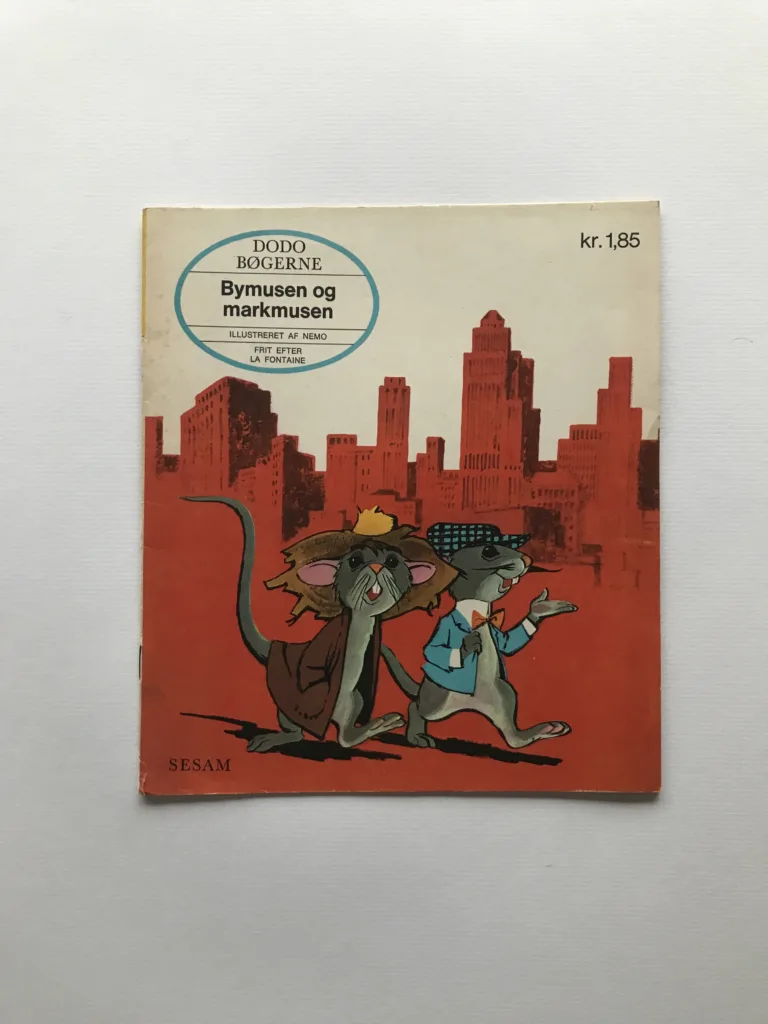 DODO
BØGERNE
Bymusen og
markmusen
ILLUSTRERET AF NEMO
FRIT EFTER
LA FONTAINE
kr. 1,85
SESAM